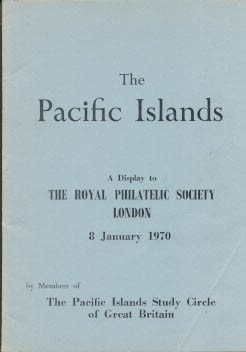 The
Pacific Islands
A Display to
THE ROYAL PHILATELIC SOCIETY
LONDON
8 January 1970
by Members of
The Pacific Islands Study Circle
of Great Britain